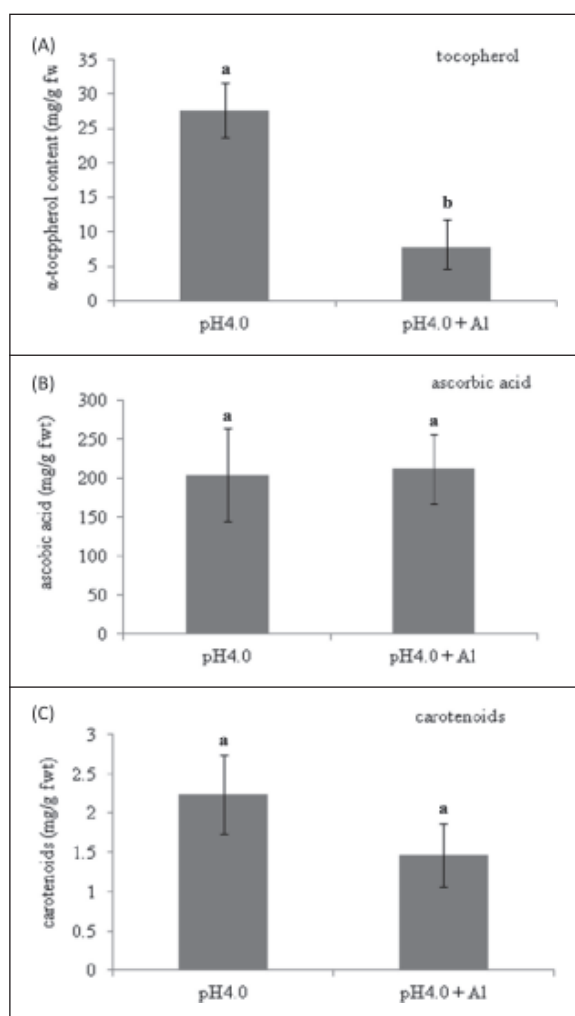 (A)
tocopherol
α-tocppherol content (mg/g fw
35
30
25
20
15
10
5
0
a
b
pH4.0
pH4.0+Al
(B)
ascorbic acid
ascobic acid (mg/g fwt)
300
250
200
150
100
50
0
a
a
pH4.0
pH4.0+Al
(C)
carotenoids
carotenoids (mg/g fwt)
3
2.5
2
1.5
1
0.5
0
a
a
pH4.0
pH4.0+Al